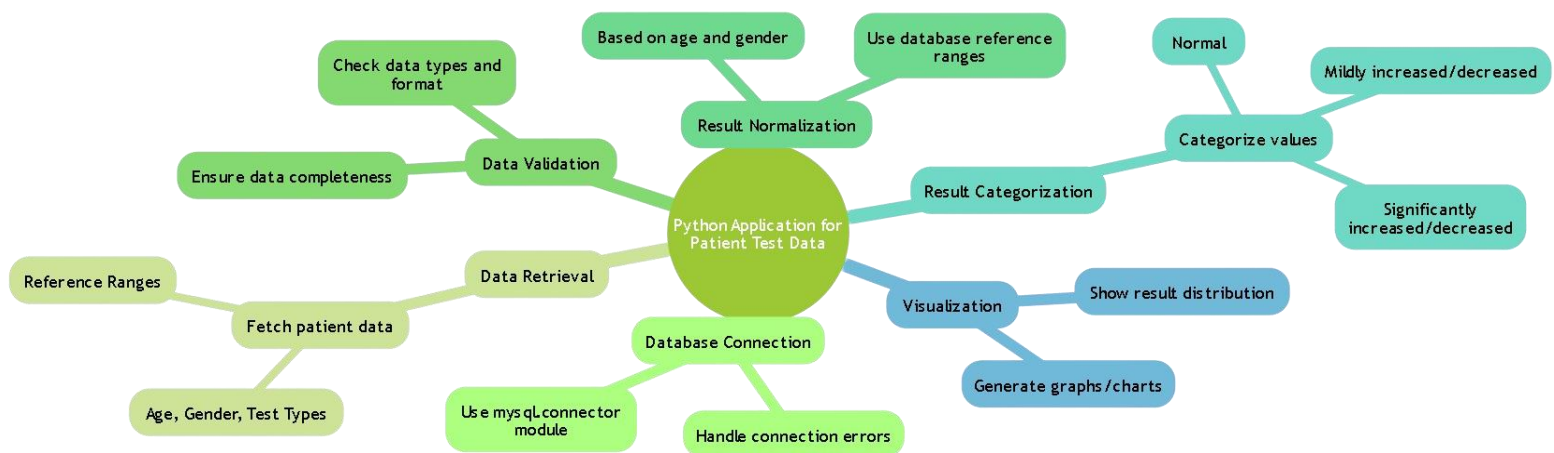 Python Application for
Patient Test Data
Result Normalization
Based on age and gender
Use database reference
ranges
Data Validation
Check data types and
format
Ensure data completeness
Data Retrieval
Fetch patient data
Reference Ranges
Age, Gender, Test Types
Database Connection
Use mysql.connector
module
Handle connection errors
Visualization
Show result distribution
Generate graphs/charts
Result Categorization
Categorize values
Normal
Mildly increased/decreased
Significantly
increased/decreased